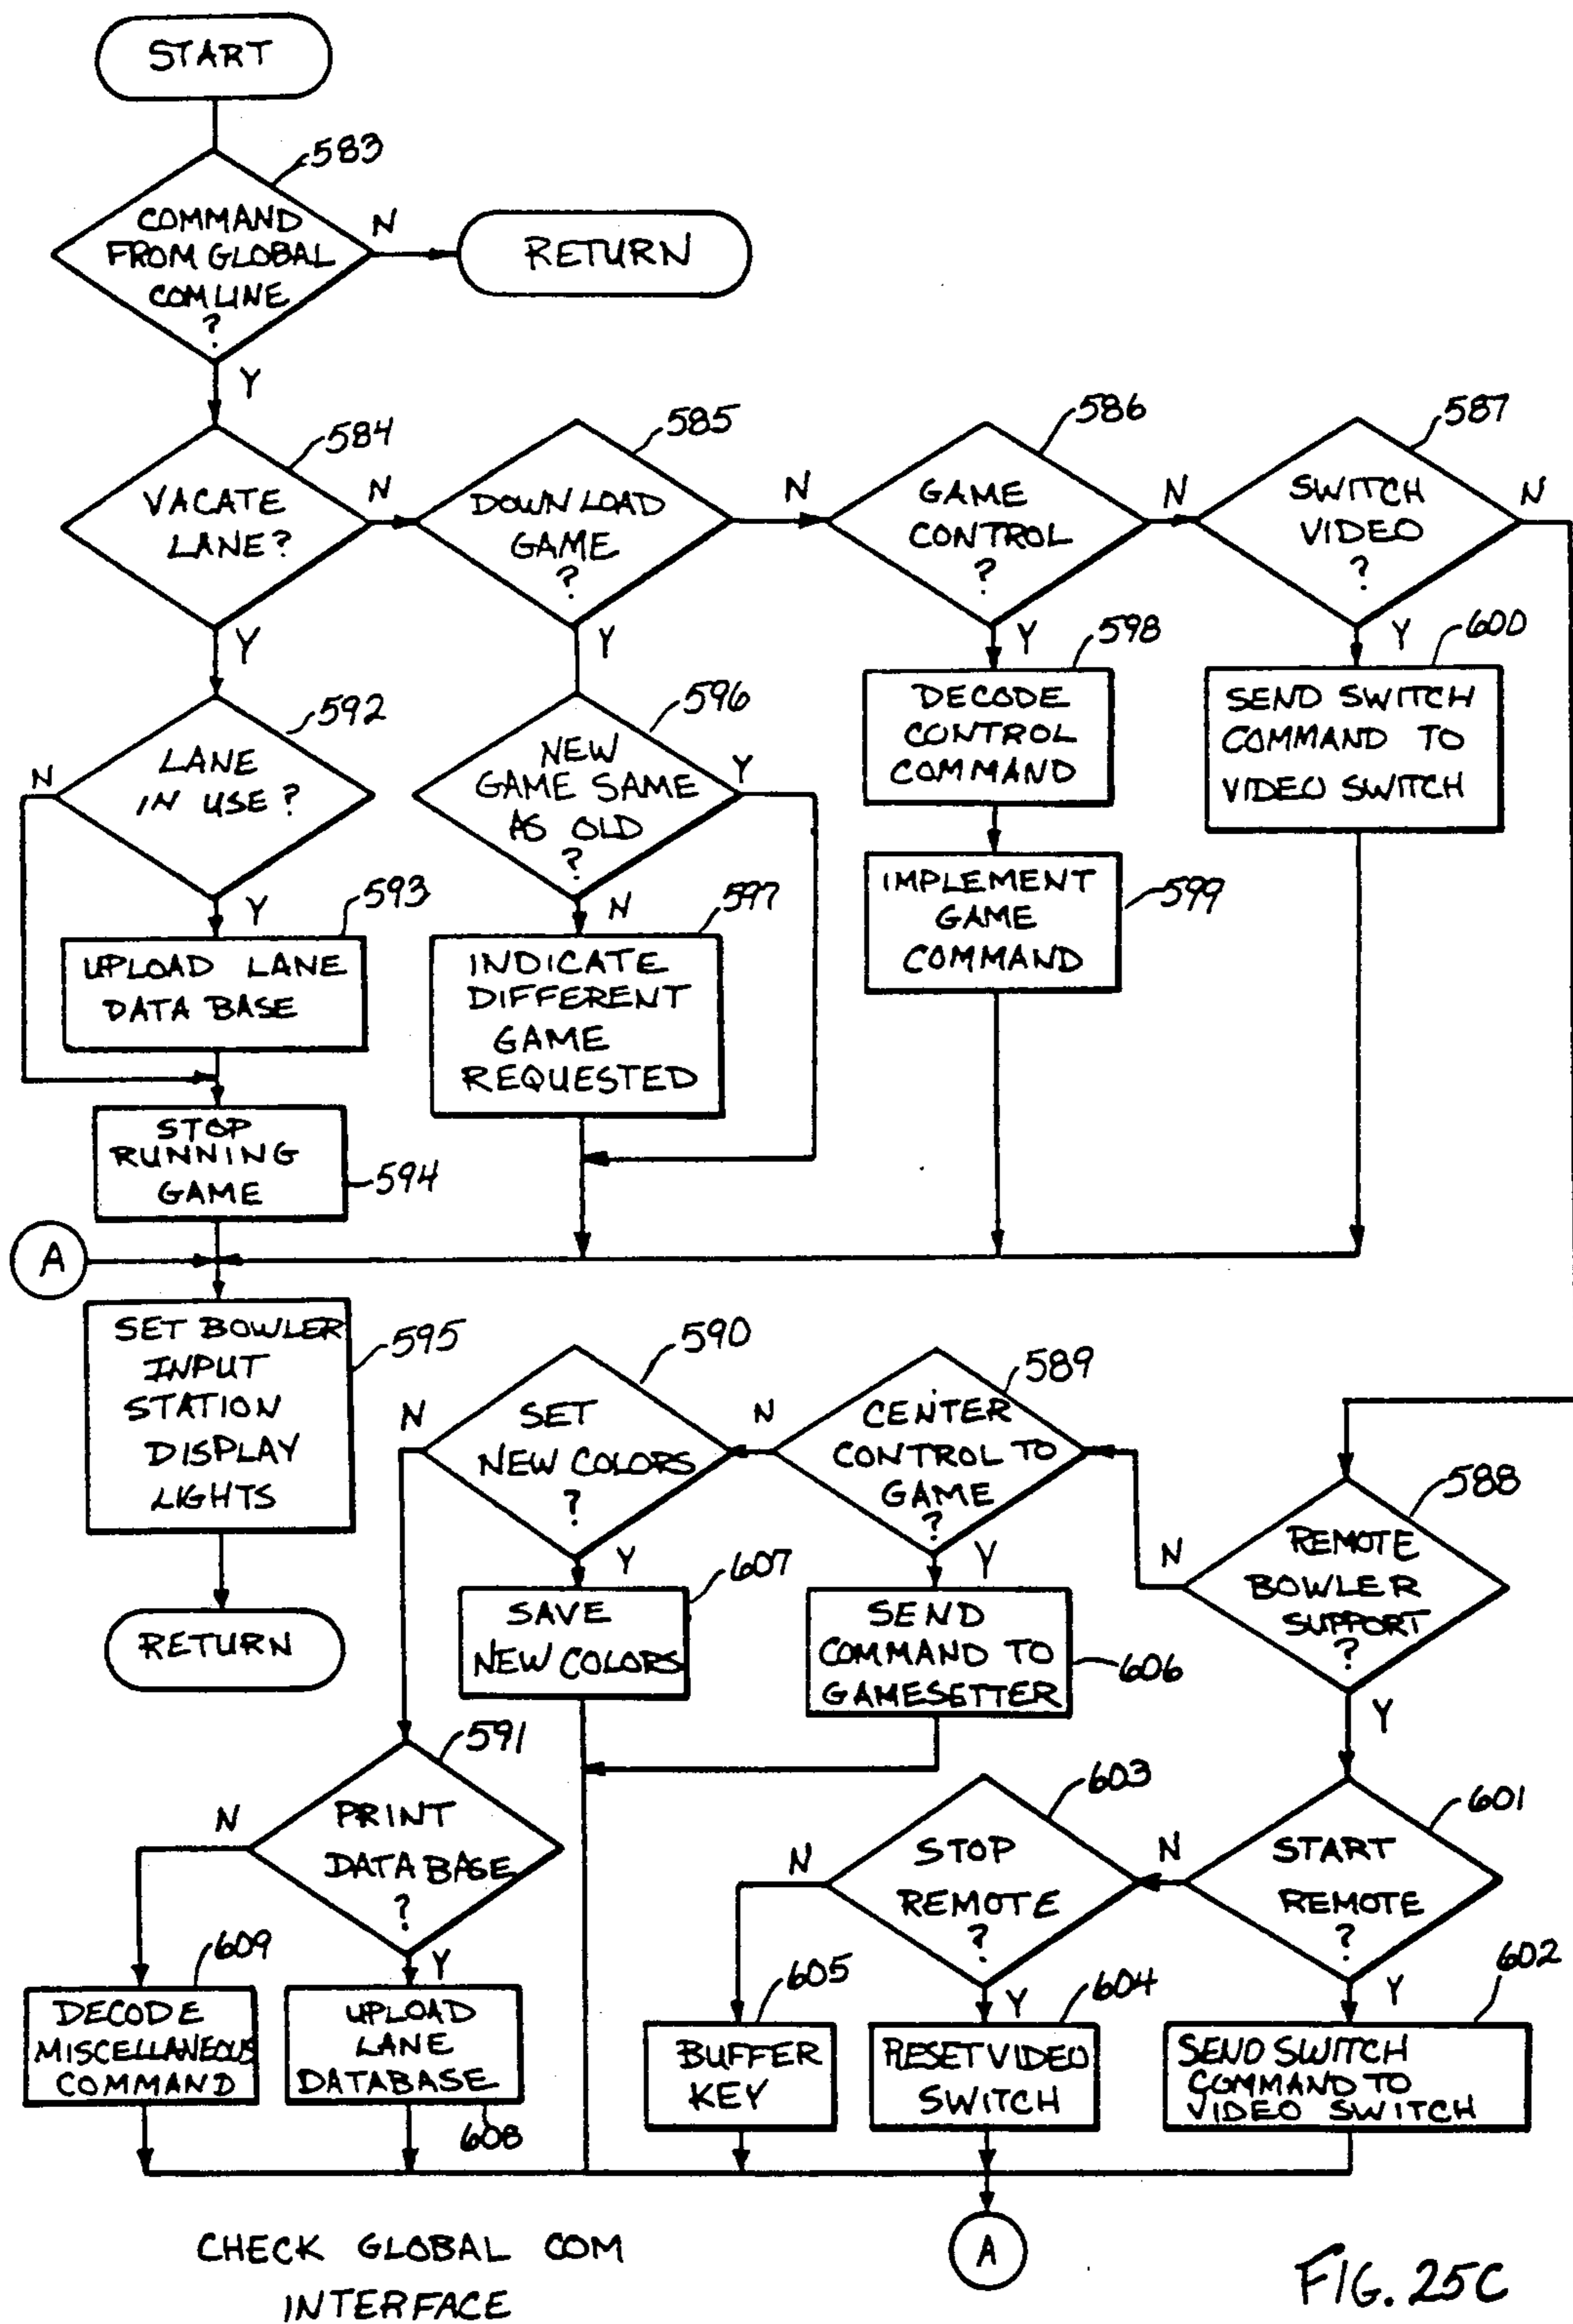 START
583
COMMAND
FROM GLOBAL
COMLINE
?
N
RETURN
Y
584
VACATE
LANE?
N
Y
585
DOWNLOAD
GAME
?
N
Y
586
GAME
CONTROL
?
N
Y
587
SWITCH
VIDEO
?
N
Y
592
LANE
IN USE?
N
Y
596
NEW
GAME SAME
AS OLD
?
Y
N
598
DECODE
CONTROL
COMMAND
600
SEND SWITCH
COMMAND TO
VIDEO SWITCH
593
UPLOAD LANE
DATA BASE
597
INDICATE
DIFFERENT
GAME
REQUESTED
IMPLEMENT
GAME
COMMAND
599
STOP
RUNNING
GAME
594
A
SET BOWLER
INPUT
STATION
DISPLAY
LIGHTS
595
RETURN
590
SET
NEW COLORS
?
N
Y
589
CENTER
CONTROL TO
GAME
?
N
Y
588
REMOTE
BOWLER
SUPPORT
?
N
Y
607
SAVE
NEW COLORS
SEND
COMMAND TO
GAMESETTER
606
591
PRINT
DATA BASE
?
N
Y
603
STOP
REMOTE
?
N
Y
601
START
REMOTE
?
N
Y
609
DECODE
MISCELLANEOUS
COMMAND
UPLOAD
LANE
DATABASE
608
605
BUFFER
KEY
604
RESET VIDEO
SWITCH
602
SEND SWITCH
COMMAND TO
VIDEO SWITCH
A
CHECK GLOBAL COM
INTERFACE
FIG. 25C